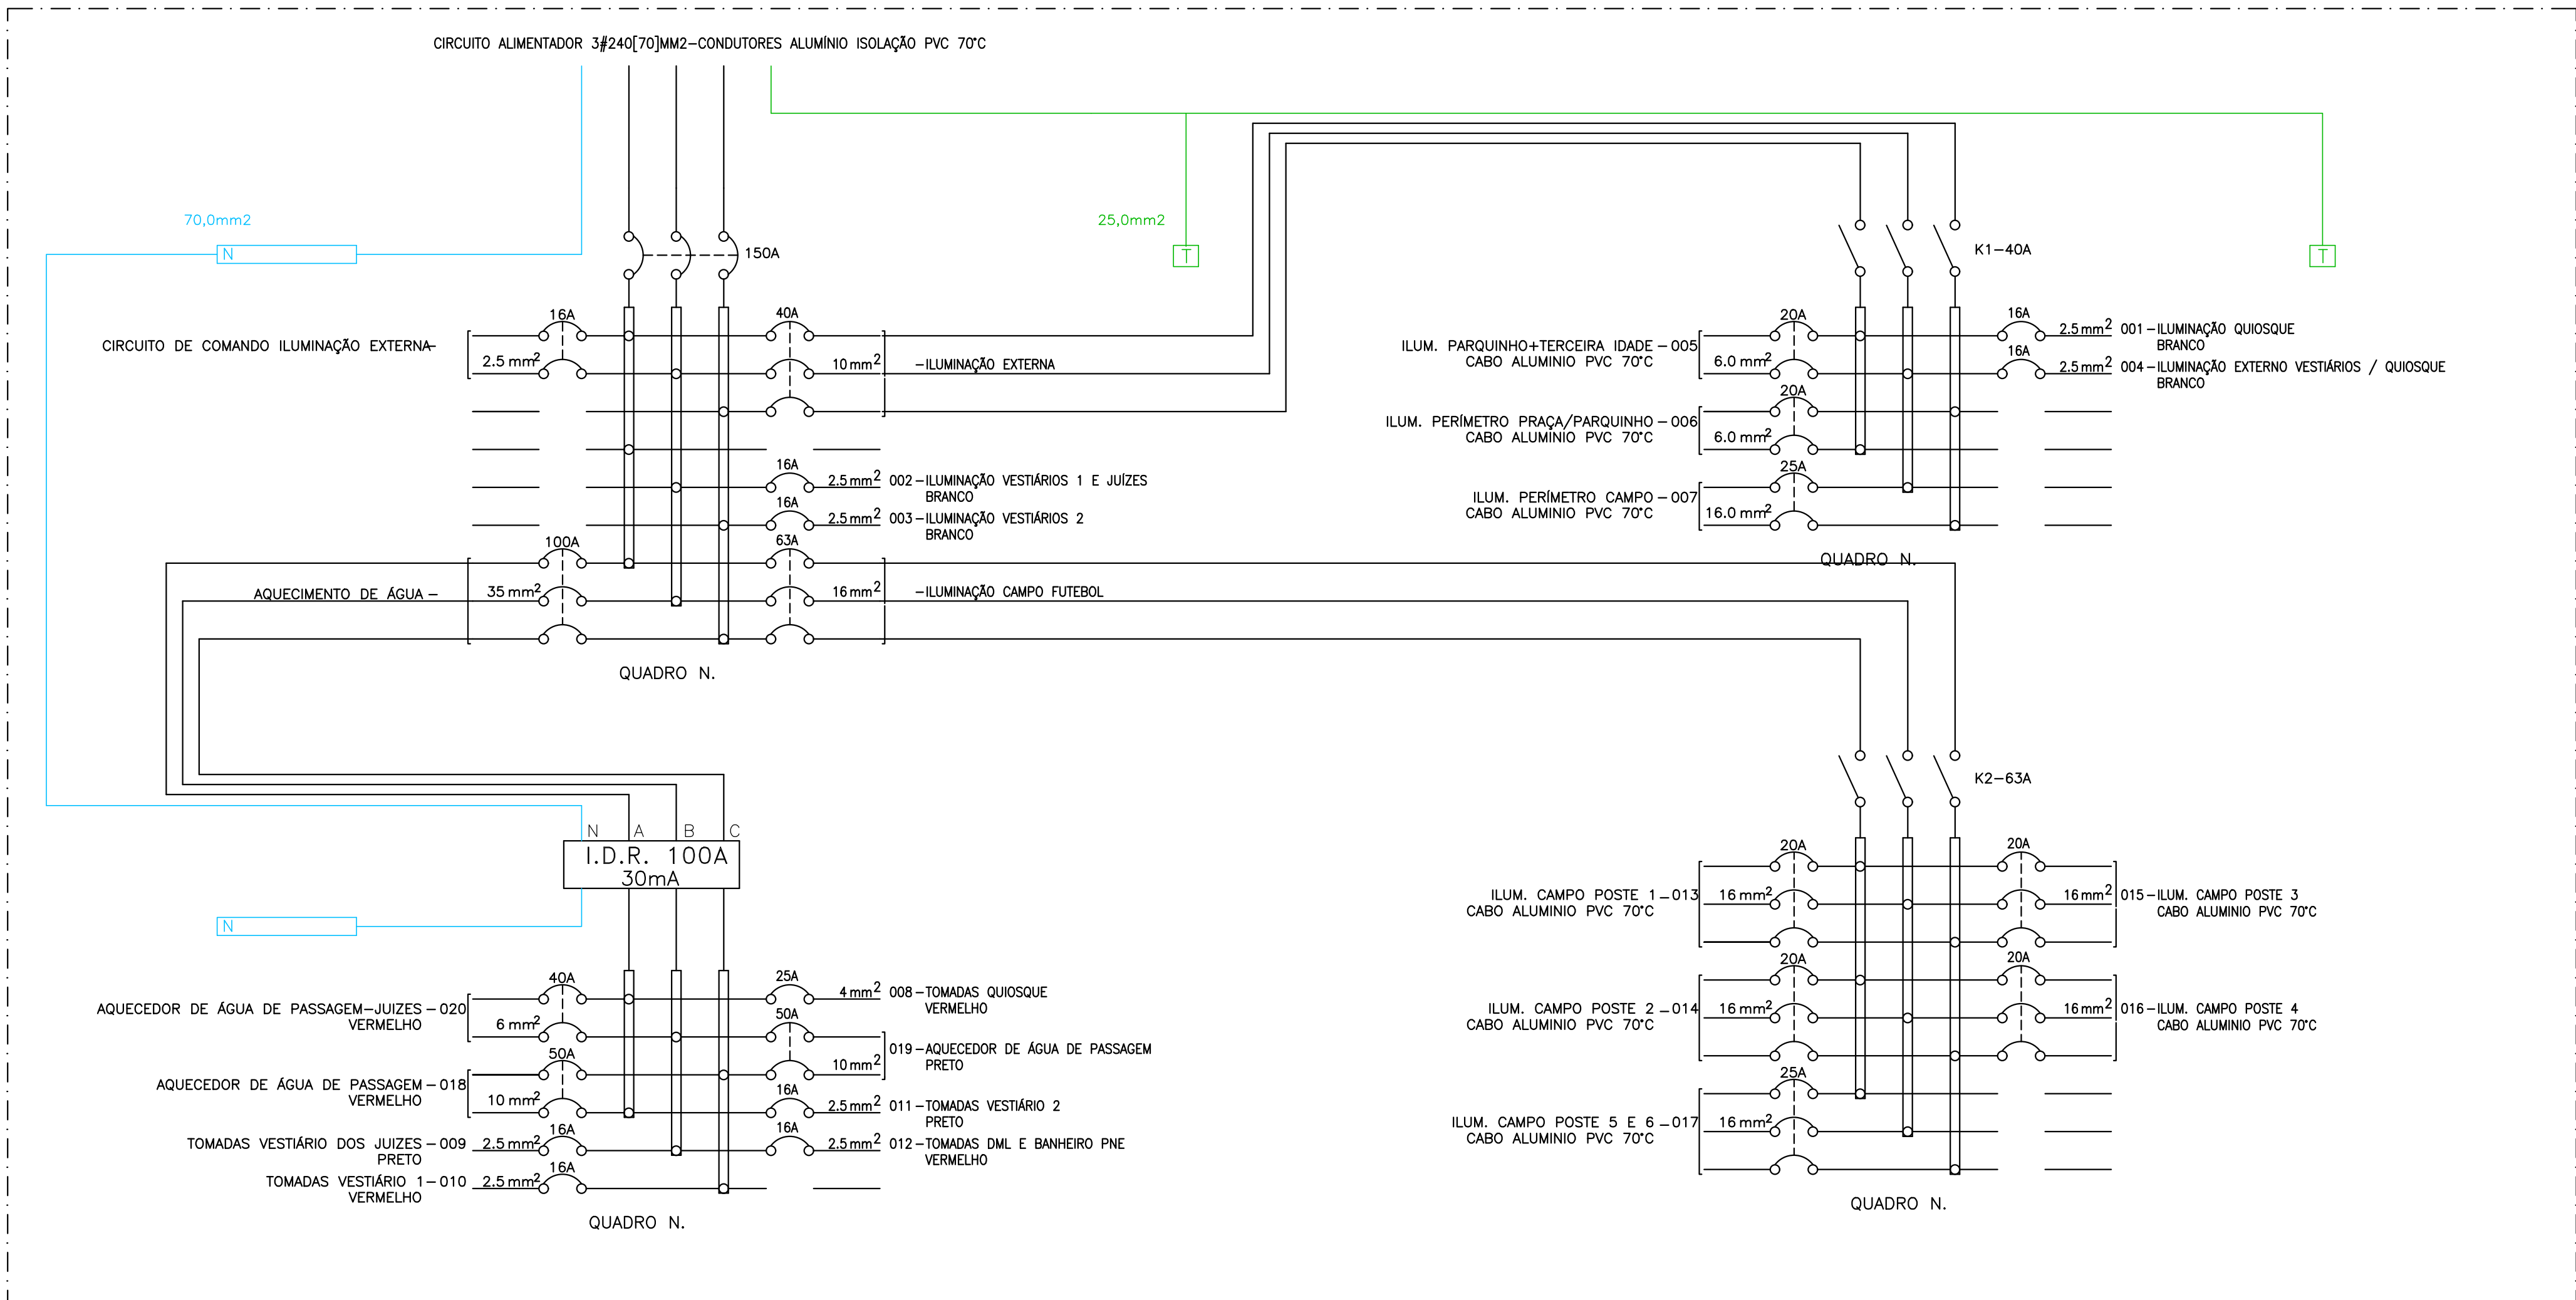 CIRCUITO ALIMENTADOR 3#240[70]MM2-CONDUTORES ALUMÍNIO ISOLAÇÃO PVC 70°C
70,0mm2
N
150A
25,0mm2
T
T
K1-40A
CIRCUITO DE COMANDO ILUMINAÇÃO EXTERNA-
16A
2.5 mm2
40A
10 mm2
-ILUMINAÇÃO EXTERNA
16A
2.5 mm2 002-ILUMINAÇÃO VESTIÁRIOS 1 E JUÍZES
BRANCO
16A
2.5 mm2 003-ILUMINAÇÃO VESTIÁRIOS 2
BRANCO
100A
AQUECIMENTO DE ÁGUA - 35 mm2
63A
16 mm2
-ILUMINAÇÃO CAMPO FUTEBOL
QUADRO N.
20A
ILUM. PARQUINHO+TERCEIRA IDADE-005
CABO ALUMINIO PVC 70°C
6.0 mm2
16A
2.5 mm2 001-ILUMINAÇÃO QUIOSQUE
BRANCO
16A
2.5 mm2 004-ILUMINAÇÃO EXTERNO VESTIÁRIOS / QUIOSQUE
BRANCO
20A
ILUM. PERÍMETRO PRAÇA/PARQUINHO-006
CABO ALUMINIO PVC 70°C
6.0 mm2
25A
ILUM. PERÍMETRO CAMPO-007
CABO ALUMINIO PVC 70°C
16.0 mm2
QUADRO N.
N A B C
I.D.R. 100A
30mA
N
40A
AQUECEDOR DE ÁGUA DE PASSAGEM-JUIZES-020
VERMELHO
6 mm2
50A
AQUECEDOR DE ÁGUA DE PASSAGEM-018
VERMELHO
10 mm2
16A
TOMADAS VESTIÁRIO DOS JUIZES-009 2.5 mm2
PRETO
16A
TOMADAS VESTIÁRIO 1-010 2.5 mm2
VERMELHO
25A
4 mm2 008-TOMADAS QUIOSQUE
VERMELHO
50A
10 mm2
019-AQUECEDOR DE ÁGUA DE PASSAGEM
PRETO
16A
2.5 mm2 011-TOMADAS VESTIÁRIO 2
PRETO
16A
2.5 mm2 012-TOMADAS DML E BANHEIRO PNE
VERMELHO
QUADRO N.
K2-63A
20A
ILUM. CAMPO POSTE 1-013 16 mm2
CABO ALUMINIO PVC 70°C
20A
16 mm2 015-ILUM. CAMPO POSTE 3
CABO ALUMINIO PVC 70°C
20A
ILUM. CAMPO POSTE 2-014 16 mm2
CABO ALUMINIO PVC 70°C
20A
16 mm2 016-ILUM. CAMPO POSTE 4
CABO ALUMINIO PVC 70°C
25A
ILUM. CAMPO POSTE 5 E 6-017 16 mm2
CABO ALUMINIO PVC 70°C
QUADRO N.